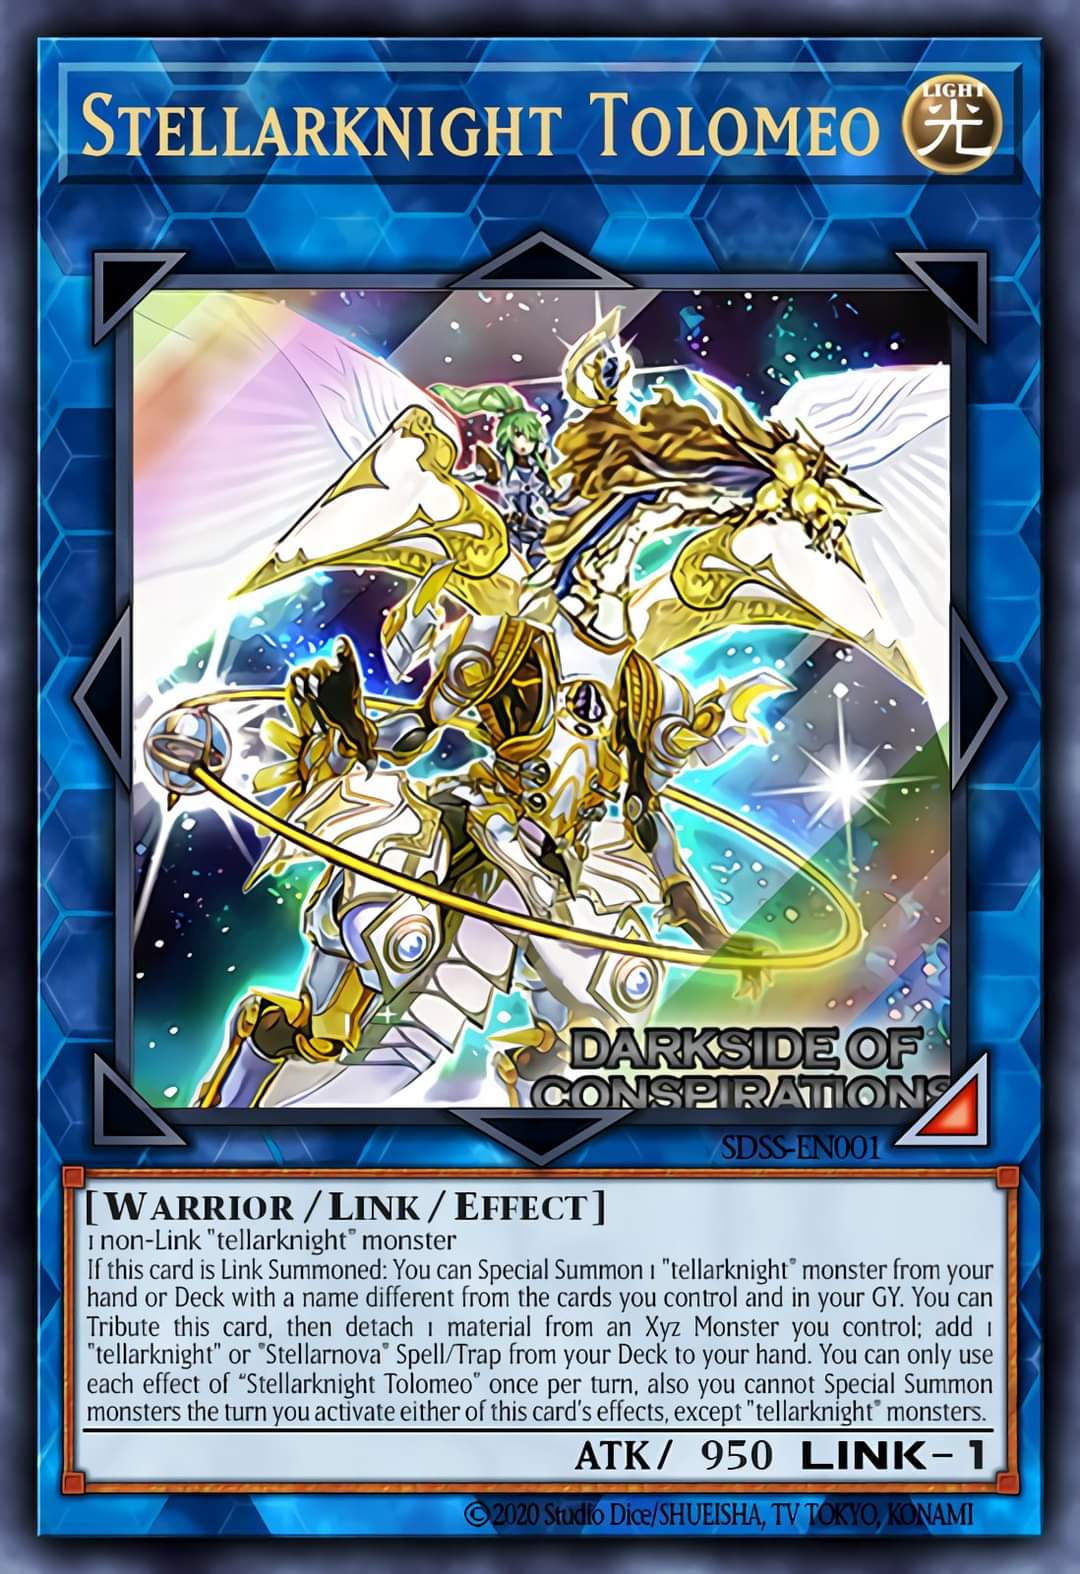 STELLARKNIGHT TOLOMEO
LIGHT
光
DARKSIDE OF
CONSPIRATIONS
SDSS-EN001
[WARRIOR / LINK / EFFECT]
1 non-Link "tellarknight" monster
If this card is Link Summoned: You can Special Summon 1 "tellarknight" monster from your
hand or Deck with a name different from the cards you control and in your GY. You can
Tribute this card, then detach 1 material from an Xyz Monster you control; add 1
"tellarknight" or "Stellarnova" Spell/Trap from your Deck to your hand. You can only use
each effect of “Stellarknight Tolomeo” once per turn, also you cannot Special Summon
monsters the turn you activate either of this card's effects, except "tellarknight" monsters.
ATK/ 950 LINK-1
©2020 Studio Dice/SHUEISHA, TV TOKYO, KONAMI